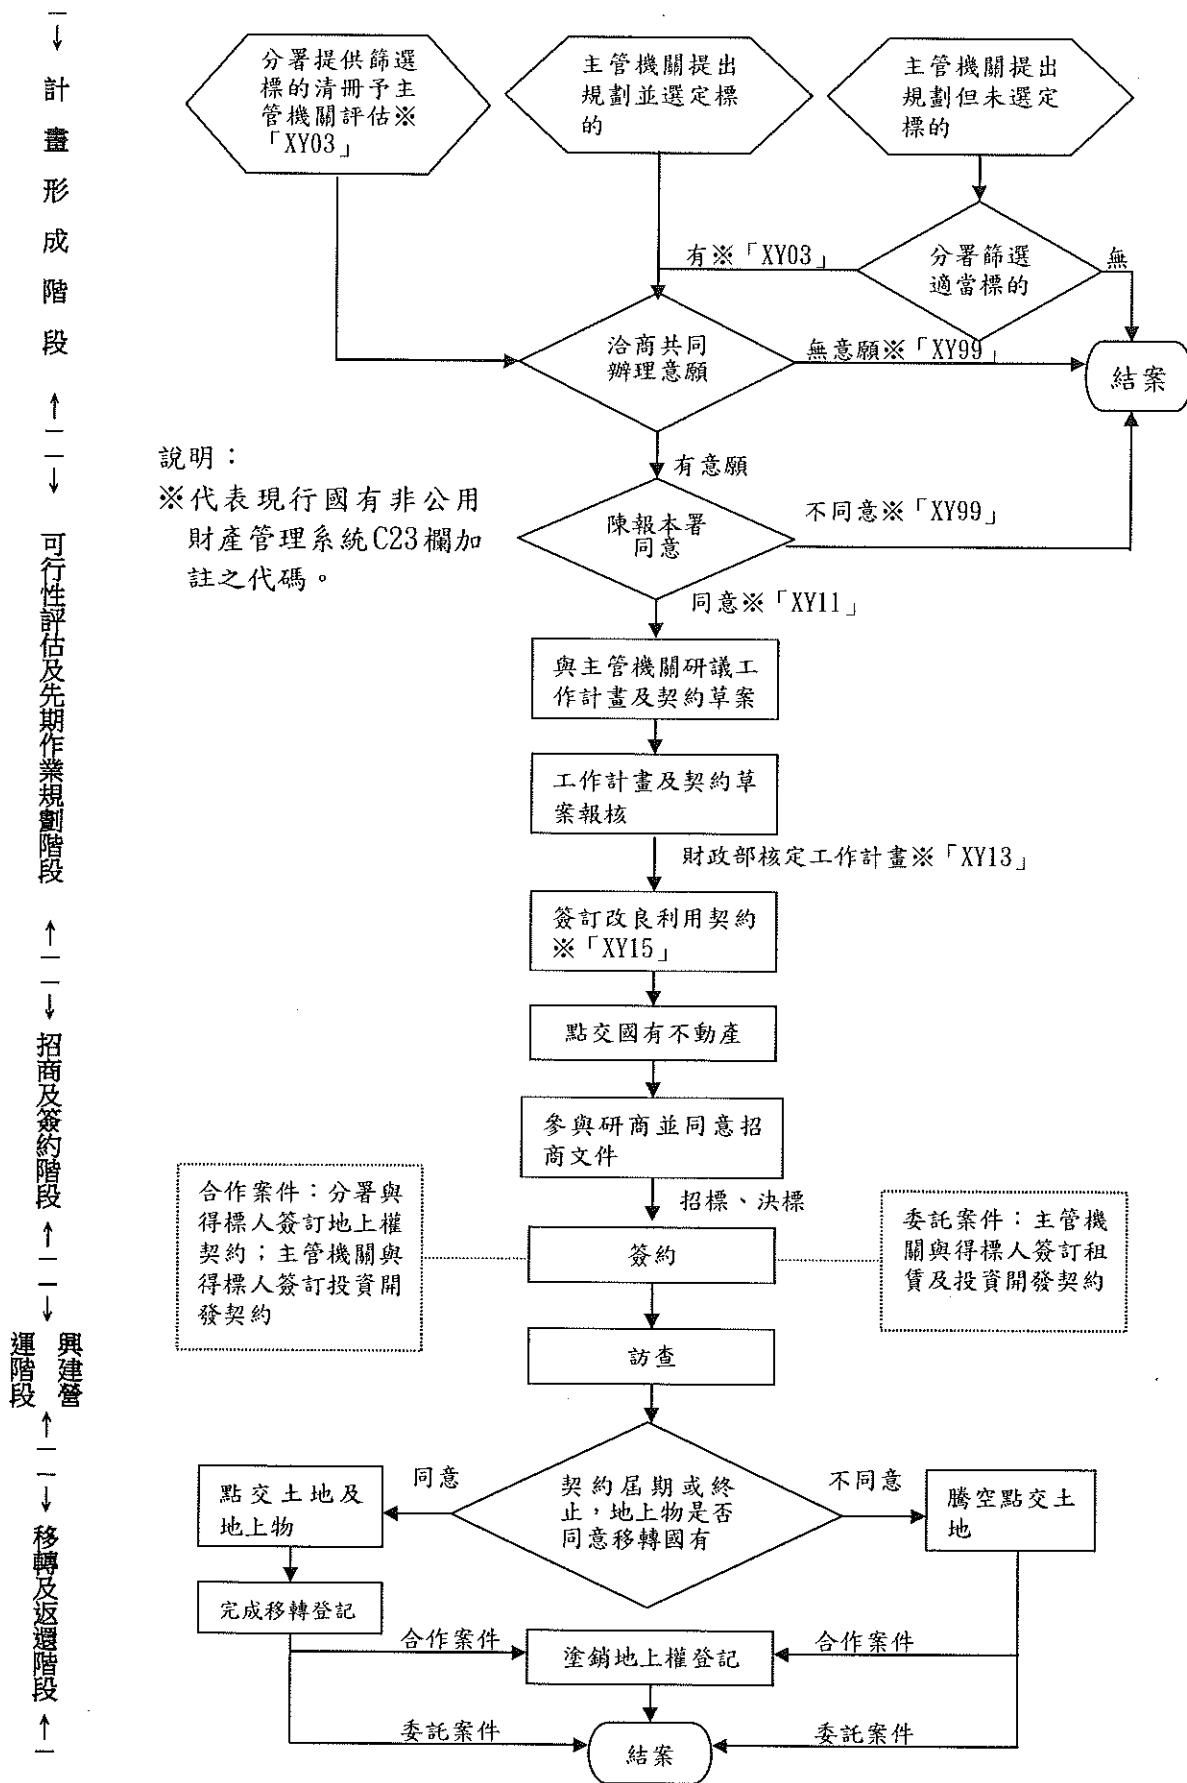 計畫形成階段
分署提供篩選
標的清冊予主
管機關評估※
「XY03」
主管機關提出
規劃並選定標
的
主管機關提出
規劃但未選定
標的
有※「XY03」
分署篩選
適當標的
無
洽商共同
辦理意願
無意願※「XY99」
結案
有意願
說明：
※代表現行國有非公用
財產管理系統C23欄加
註之代碼。
可行性評估及先期作業規劃階段
陳報本署
同意
不同意※「XY99」
同意※「XY11」
與主管機關研議工
作計畫及契約草案
工作計畫及契約草
案報核
財政部核定工作計畫※「XY13」
簽訂改良利用契約
※「XY15」
招商及簽約階段
點交國有不動產
參與研商並同意招
商文件
招標、決標
合作案件：分署與
得標人簽訂地上權
契約；主管機關與
得標人簽訂投資開
發契約
簽約
委託案件：主管機
關與得標人簽訂租
賃及投資開發契約
興建營
運階段
訪查
移轉及返還階段
契約屆期或終
止，地上物是否
同意移轉國有
同意
不同意
點交土地及
地上物
騰空點交土
地
完成移轉登記
合作案件
塗銷地上權登記
合作案件
委託案件
結案
委託案件